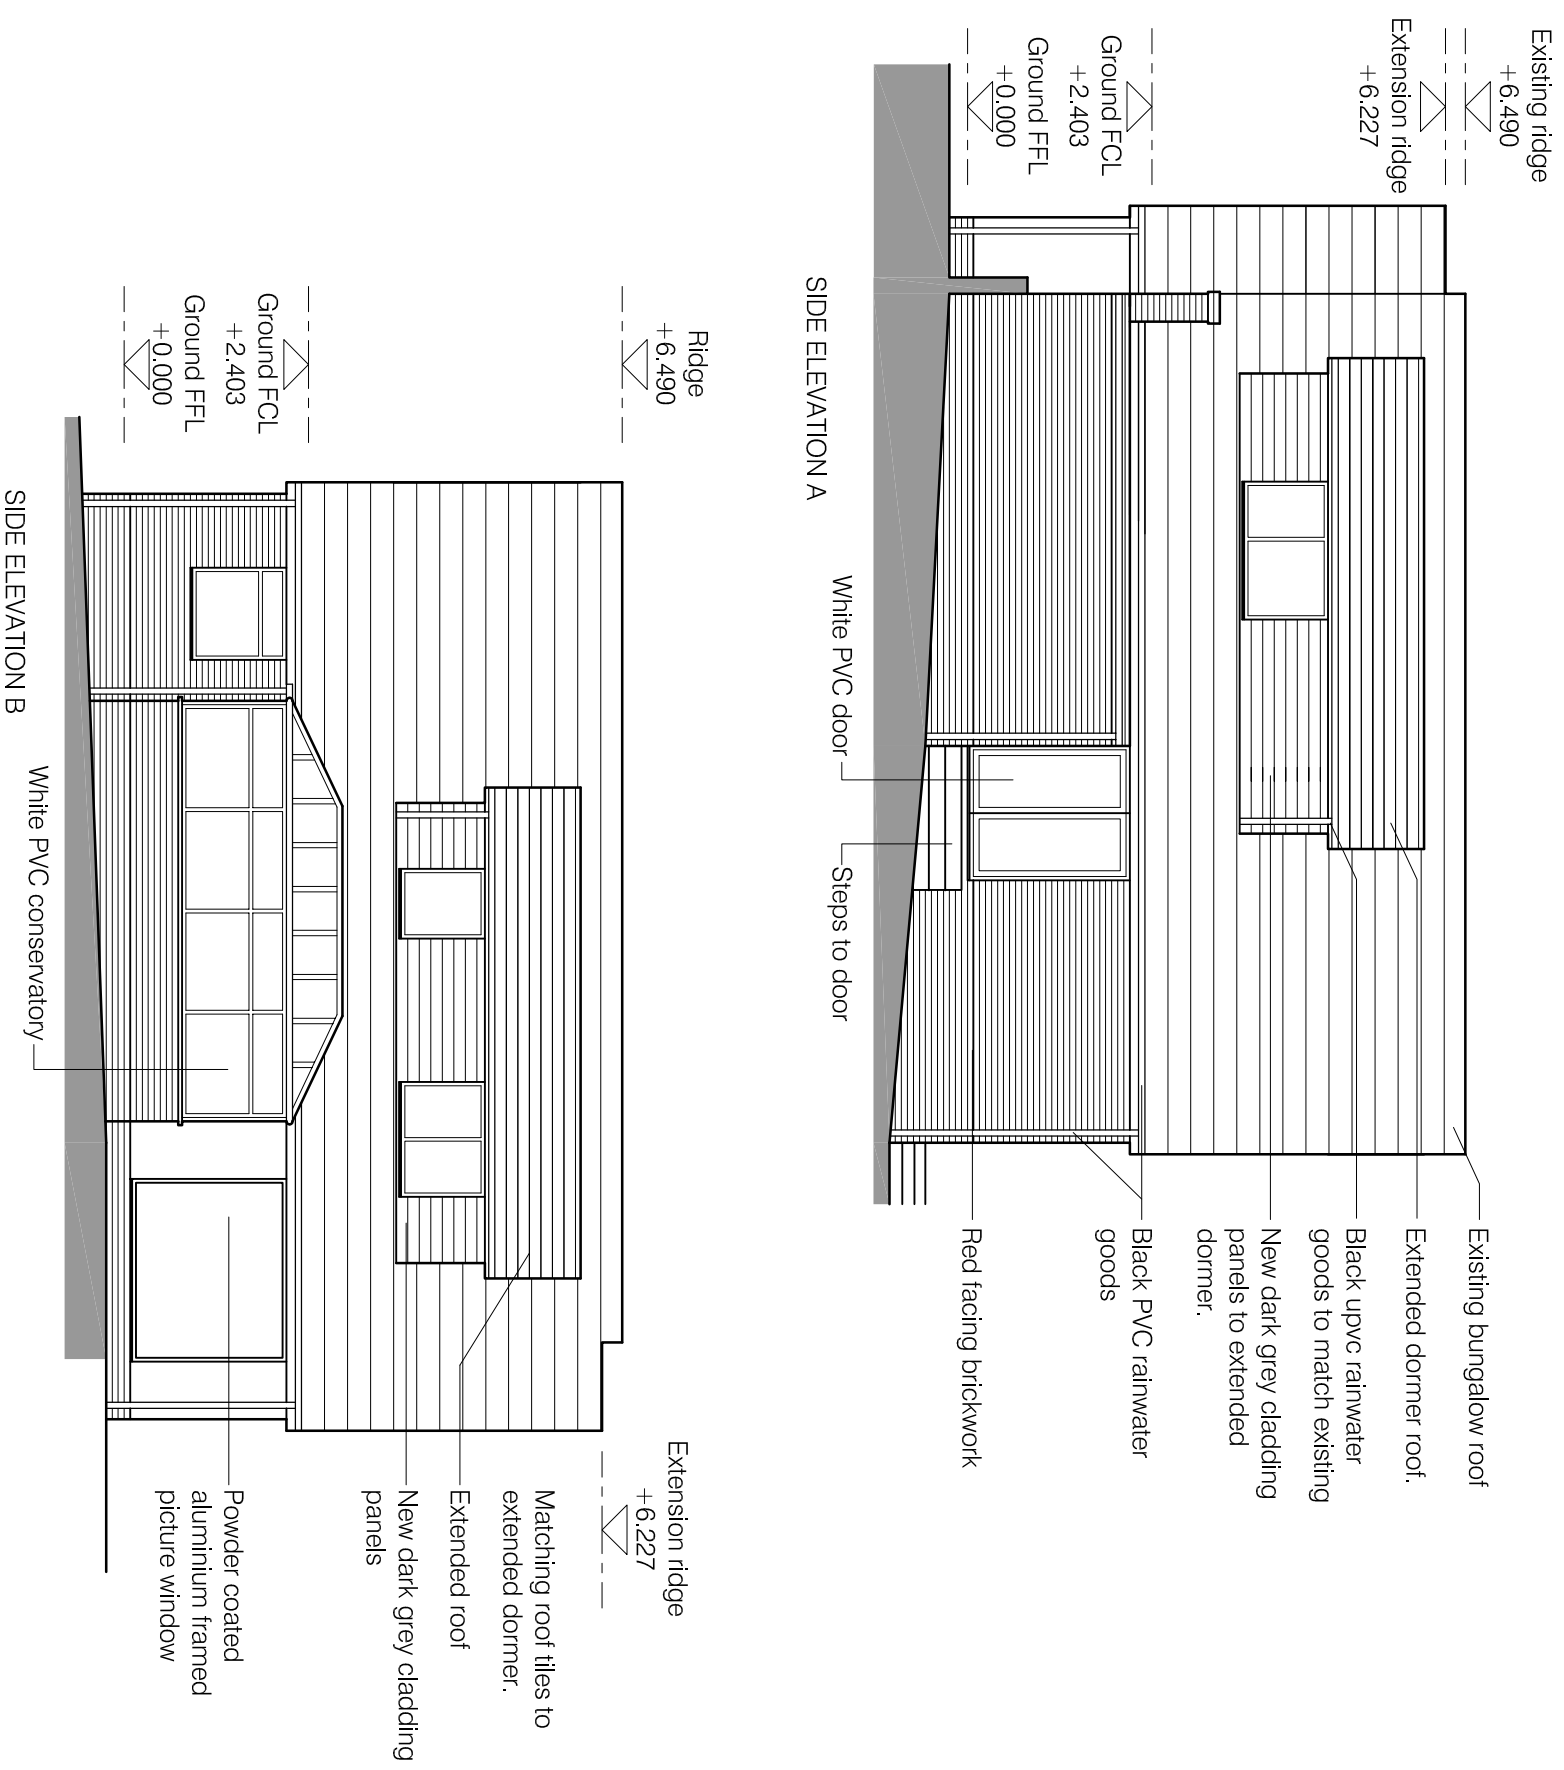 Existing ridge
+6.490
Extension ridge
+6.227
Ground FCL
+2.403
Ground FFL
+0.000
Existing bungalow roof
Extended dormer roof.
Black upvc rainwater
goods to match existing
New dark grey cladding
panels to extended
dormer.
Black PVC rainwater
goods
Red facing brickwork
White PVC door
Steps to door
SIDE ELEVATION A
Ridge
+6.490
Ground FCL
+2.403
Ground FFL
+0.000
Extension ridge
+6.227
Matching roof tiles to
extended dormer.
Extended roof
New dark grey cladding
panels
Powder coated
aluminium framed
picture window
White PVC conservatory
SIDE ELEVATION B